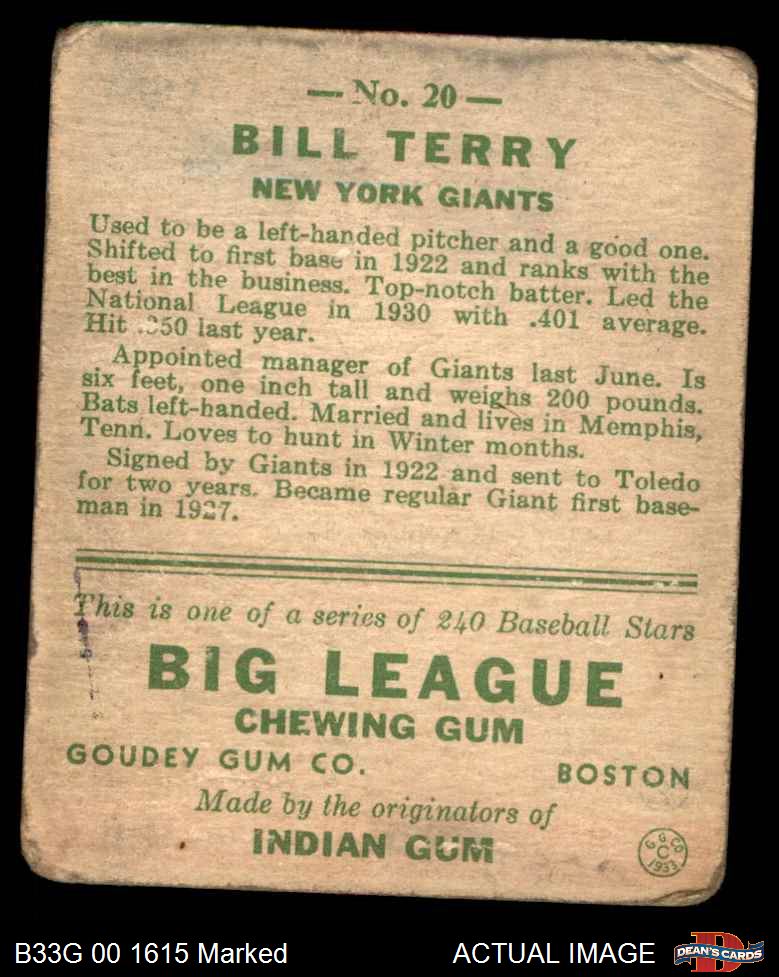 — No. 20 —
BILL TERRY
NEW YORK GIANTS
Used to be a left-handed pitcher and a good one.
Shifted to first base in 1922 and ranks with the
best in the business. Top-notch batter. Led the
National League in 1930 with .401 average.
Hit .350 last year.
Appointed manager of Giants last June. Is
six feet, one inch tall and weighs 200 pounds.
Bats left-handed. Married and lives in Memphis,
Tenn. Loves to hunt in Winter months.
Signed by Giants in 1922 and sent to Toledo
for two years. Became regular Giant first base-
man in 1927.
This is one of a series of 240 Baseball Stars
BIG LEAGUE
CHEWING GUM
GOUDEY GUM CO. BOSTON
Made by the originators of
INDIAN GUM
G G CO
C
1933
B33G 00 1615 Marked ACTUAL IMAGE
D
DEAN'S CARDS